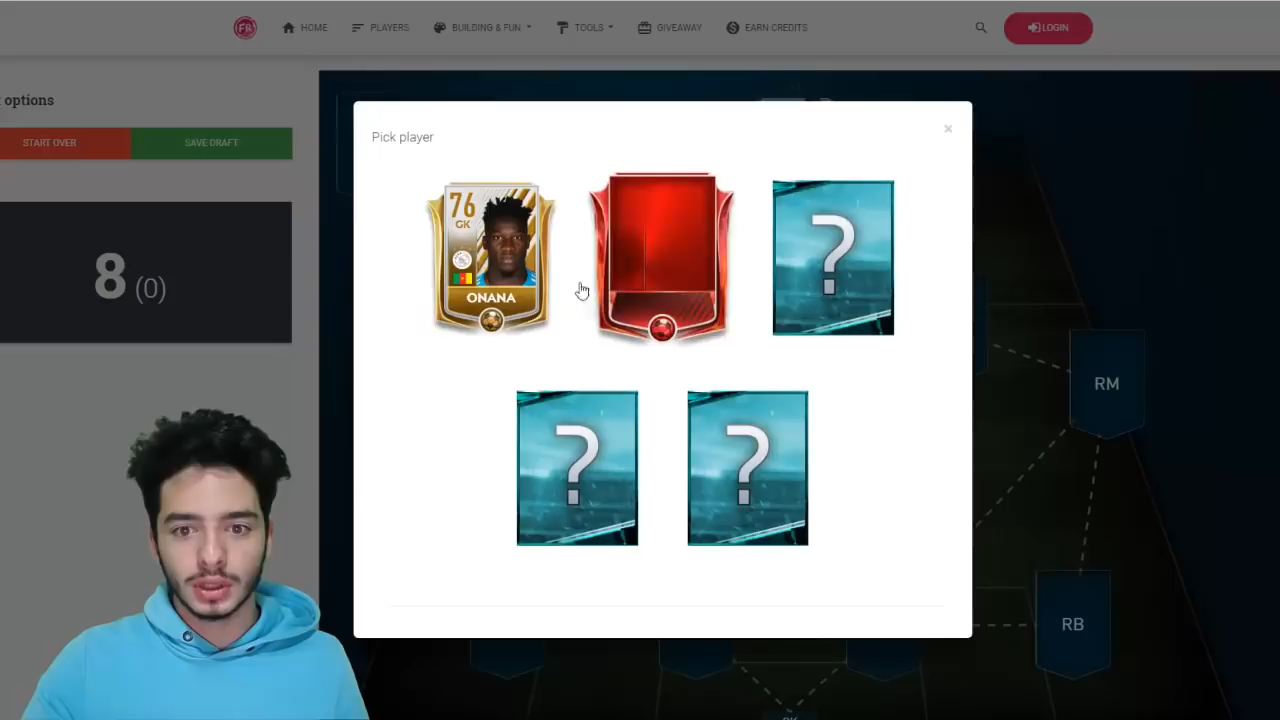 FR
HOME
PLAYERS
BUILDING & FUN
TOOLS
GIVEAWAY
EARN CREDITS
LOGIN
options
START OVER
SAVE DRAFT
8 (0)
Pick player
×
76
GK
ONANA
?
?
?
RM
RB